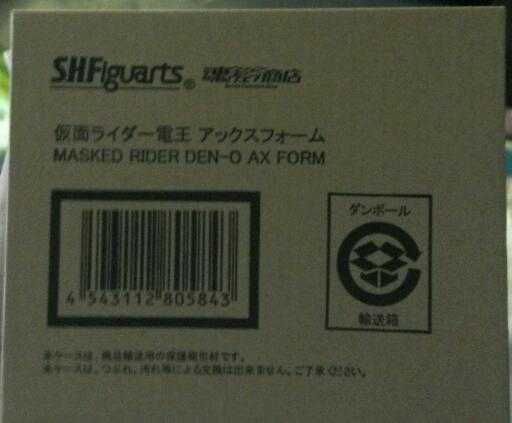 S.H.Figuarts® 魂ウェブ商店
仮面ライダー電王 アックスフォーム
MASKED RIDER DEN-O AX FORM
4 543112 805843
ダンボール
輸送箱
※ケースは、商品輸送用の保護梱包材です。
※ケースは、つぶれ、汚れ等による交換は出来ません。ご了承ください。